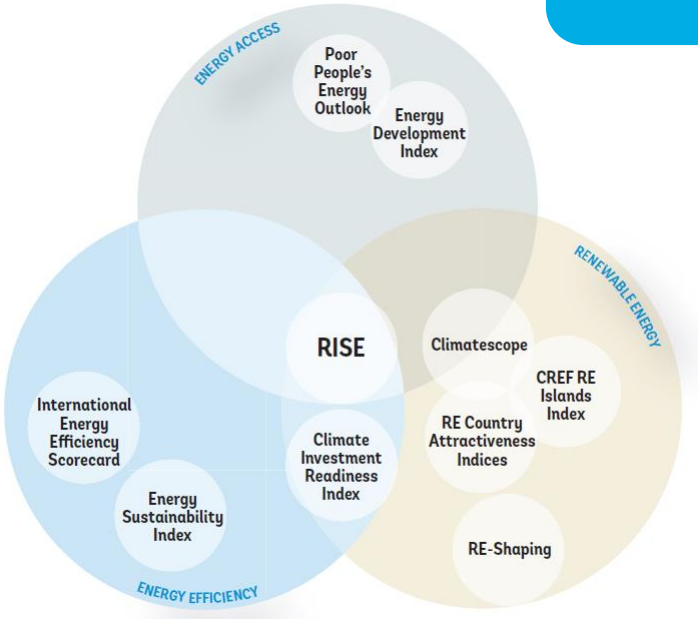 ENERGY ACCESS
Poor
People's
Energy
Outlook
Energy
Development
Index
RENEWABLE ENERGY
RISE
Climatescope
CREF RE
Islands
Index
International
Energy
Efficiency
Scorecard
RE Country
Attractiveness
Indices
Climate
Investment
Readiness
Index
Energy
Sustainability
Index
RE-Shaping
ENERGY EFFICIENCY